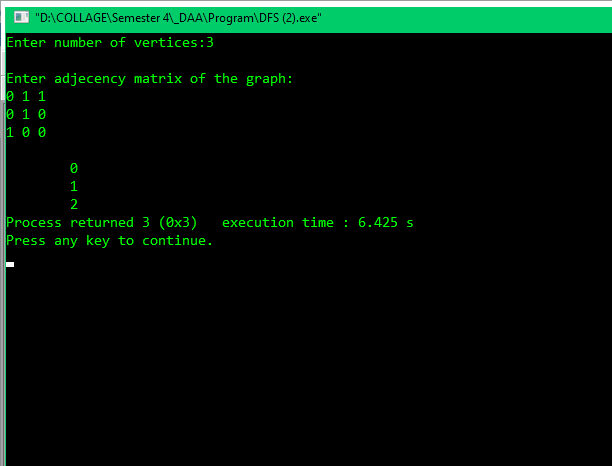 "D:\COLLAGE\Semester 4\_DAA\Program\DFS (2).exe"
Enter number of vertices:3
Enter adjecency matrix of the graph:
0 1 1
0 1 0
1 0 0
0
1
2
Process returned 3 (0x3)   execution time : 6.425 s
Press any key to continue.